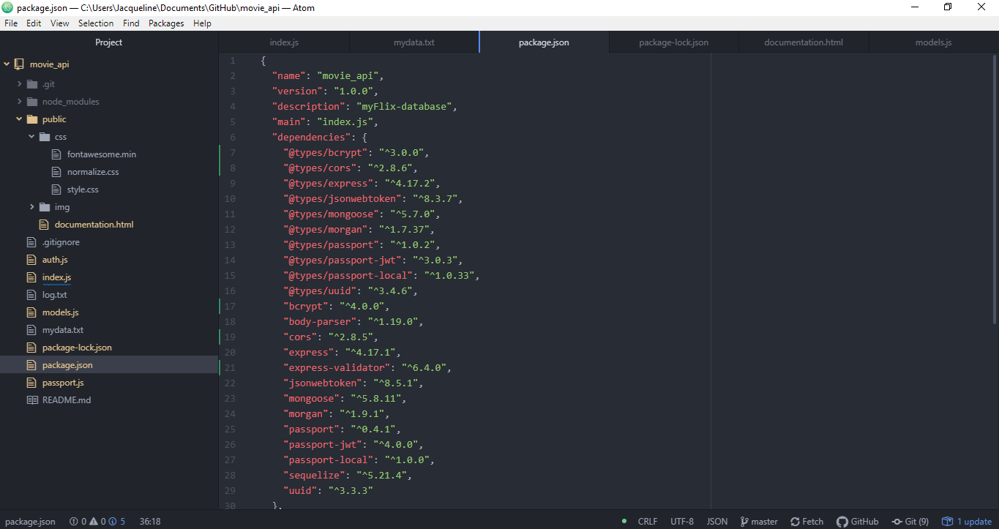 package.json — C:\Users\Jacqueline\Documents\GitHub\movie_api — Atom
File Edit View Selection Find Packages Help
Project
movie_api
.git
node_modules
public
css
fontawesome.min
normalize.css
style.css
img
documentation.html
.gitignore
auth.js
index.js
log.txt
models.js
mydata.txt
package-lock.json
package.json
passport.js
README.md
index.js mydata.txt package.json package-lock.json documentation.html models.js
1 {
2 "name": "movie_api",
3 "version": "1.0.0",
4 "description": "myFlix-database",
5 "main": "index.js",
6 "dependencies": {
7 "@types/bcrypt": "^3.0.0",
8 "@types/cors": "^2.8.6",
9 "@types/express": "^4.17.2",
10 "@types/jsonwebtoken": "^8.3.7",
11 "@types/mongoose": "^5.7.0",
12 "@types/morgan": "^1.7.37",
13 "@types/passport": "^1.0.2",
14 "@types/passport-jwt": "^3.0.3",
15 "@types/passport-local": "^1.0.33",
16 "@types/uuid": "^3.4.6",
17 "bcrypt": "^4.0.0",
18 "body-parser": "^1.19.0",
19 "cors": "^2.8.5",
20 "express": "^4.17.1",
21 "express-validator": "^6.4.0",
22 "jsonwebtoken": "^8.5.1",
23 "mongoose": "^5.8.11",
24 "morgan": "^1.9.1",
25 "passport": "^0.4.1",
26 "passport-jwt": "^4.0.0",
27 "passport-local": "^1.0.0",
28 "sequelize": "^5.21.4",
29 "uuid": "^3.3.3"
30 },
package.json 0 0 5 36:18 CRLF UTF-8 JSON master Fetch GitHub Git (9) 1 update